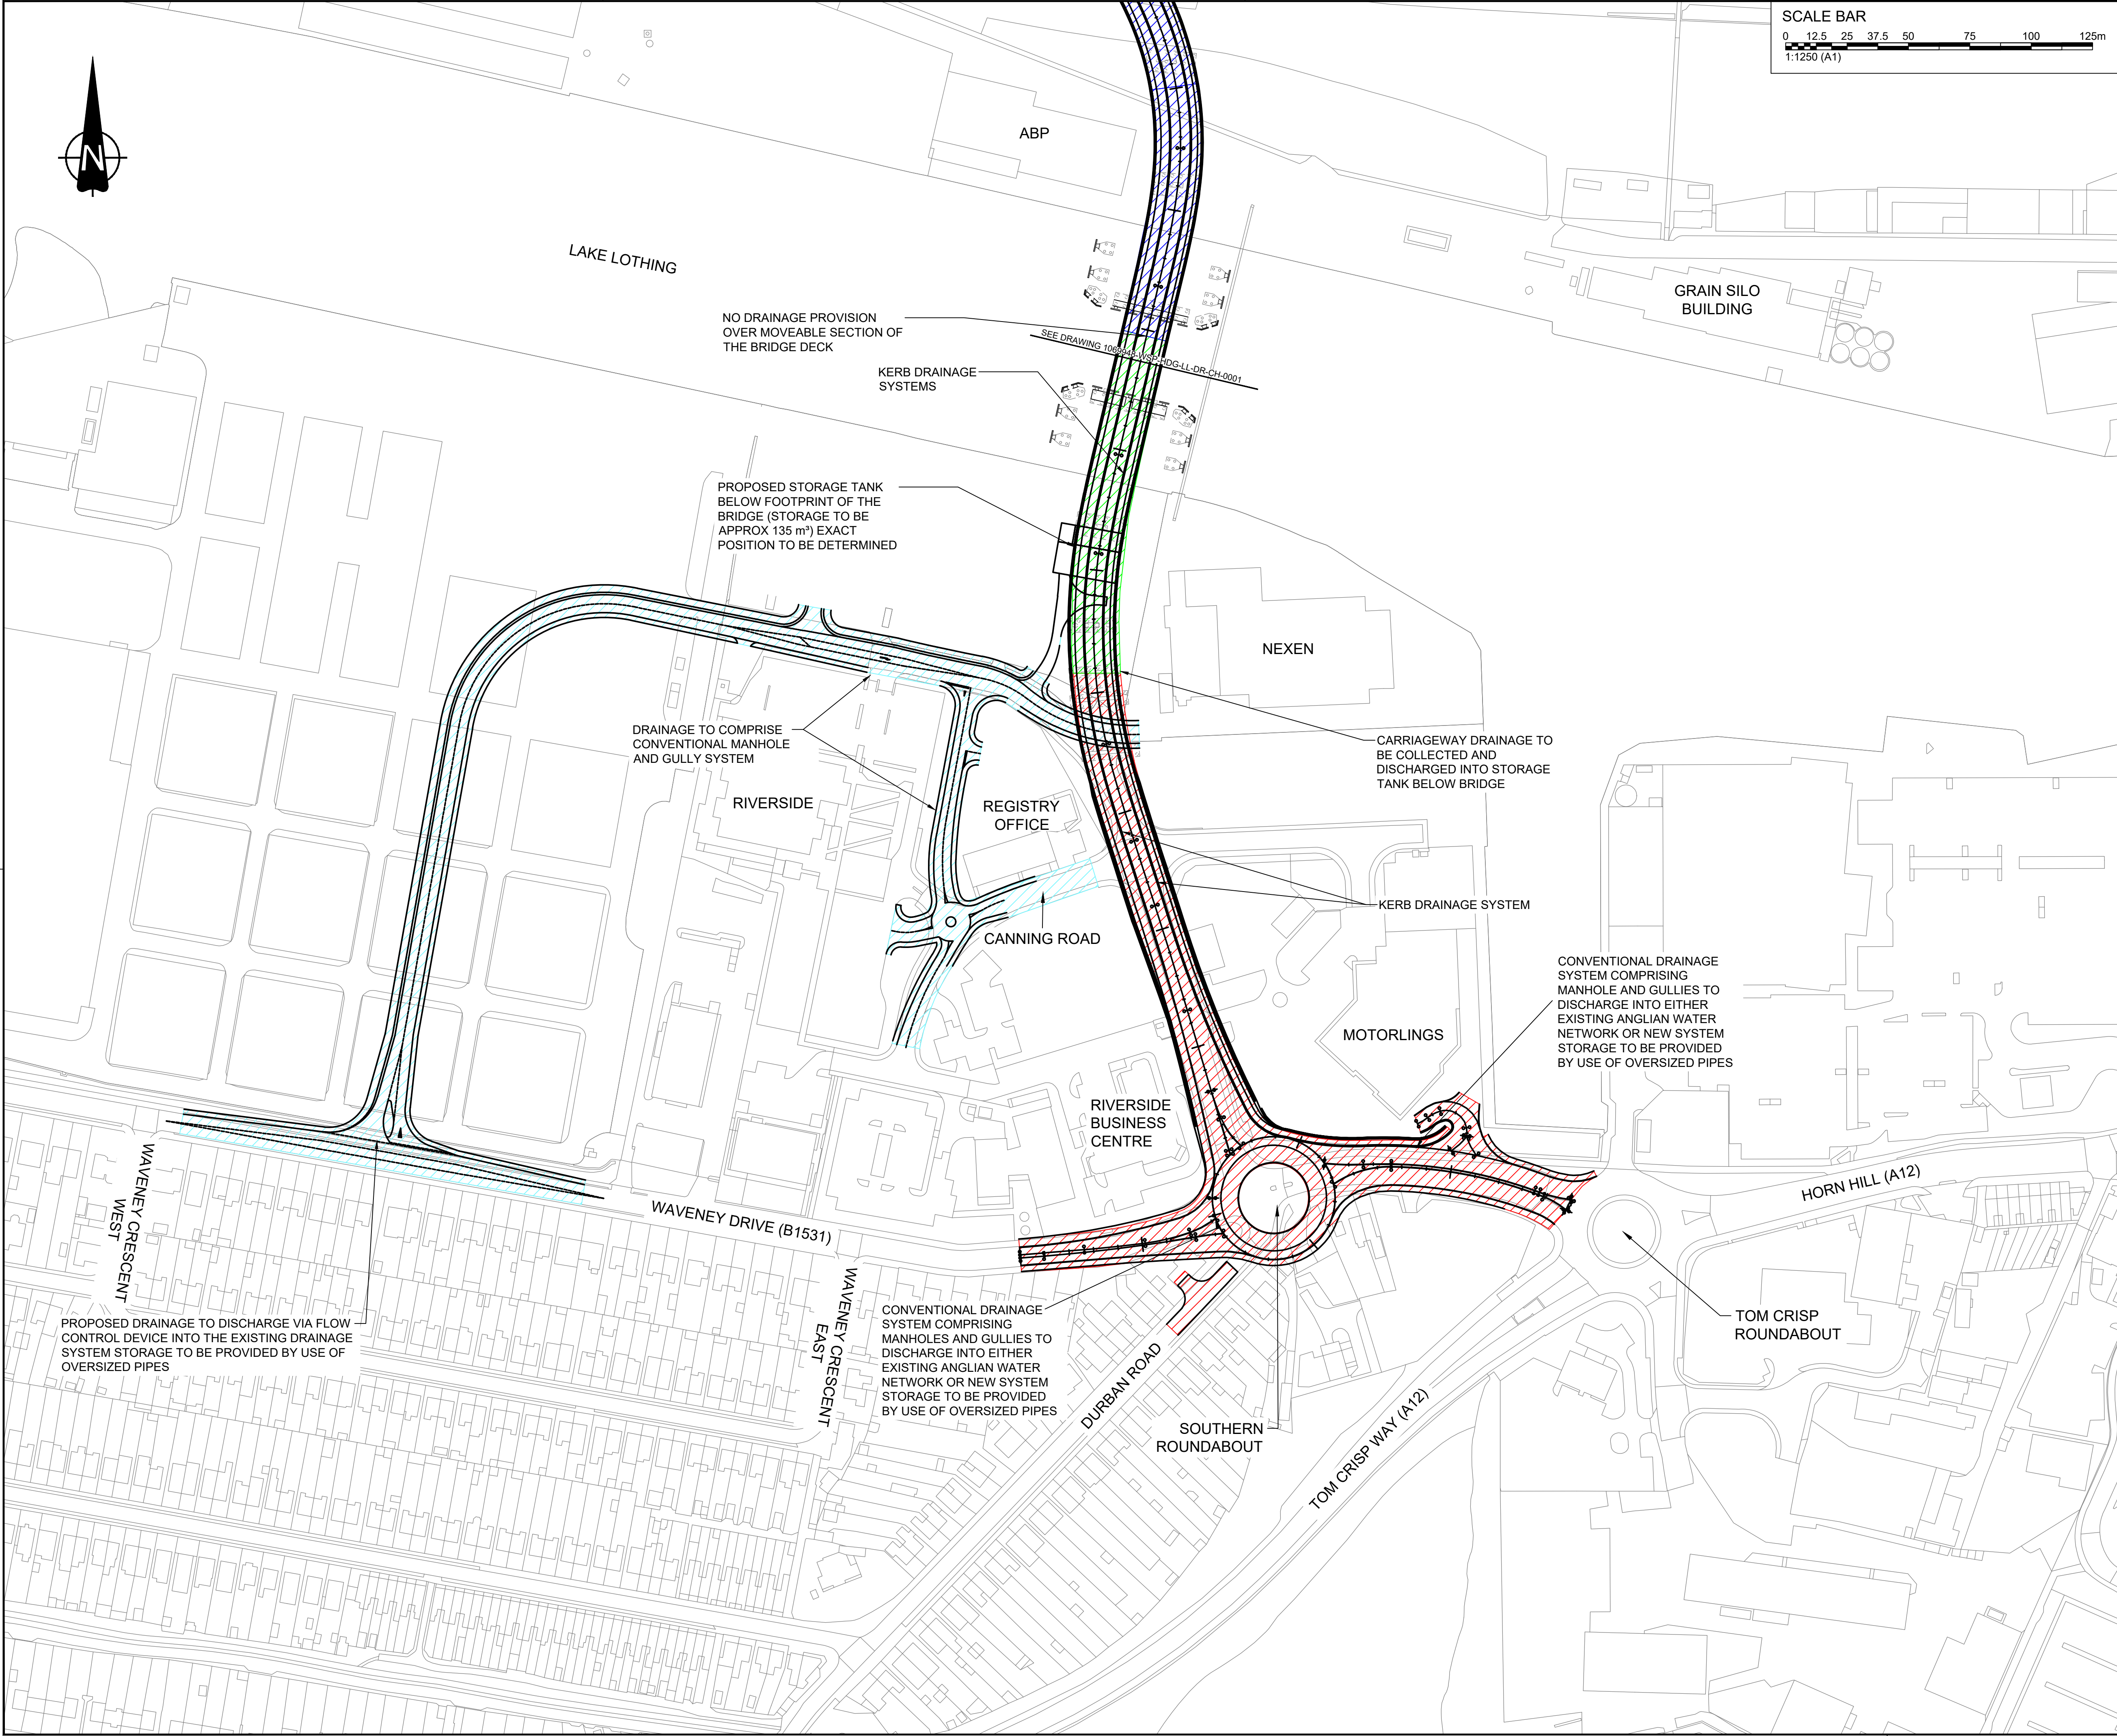 SCALE BAR
0 12.5 25 37.5 50 75 100 125m
1:1250 (A1)
N
ABP
LAKE LOTHING
GRAIN SILO
BUILDING
NO DRAINAGE PROVISION
OVER MOVEABLE SECTION OF
THE BRIDGE DECK
SEE DRAWING 1069948-WSP-HDG-LL-DR-CH-0001
KERB DRAINAGE
SYSTEMS
PROPOSED STORAGE TANK
BELOW FOOTPRINT OF THE
BRIDGE (STORAGE TO BE
APPROX 135 m³) EXACT
POSITION TO BE DETERMINED
NEXEN
DRAINAGE TO COMPRISE
CONVENTIONAL MANHOLE
AND GULLY SYSTEM
CARRIAGEWAY DRAINAGE TO
BE COLLECTED AND
DISCHARGED INTO STORAGE
TANK BELOW BRIDGE
RIVERSIDE
REGISTRY
OFFICE
KERB DRAINAGE SYSTEM
CANNING ROAD
CONVENTIONAL DRAINAGE
SYSTEM COMPRISING
MANHOLE AND GULLIES TO
DISCHARGE INTO EITHER
EXISTING ANGLIAN WATER
NETWORK OR NEW SYSTEM
STORAGE TO BE PROVIDED
BY USE OF OVERSIZED PIPES
MOTORLINGS
RIVERSIDE
BUSINESS
CENTRE
HORN HILL (A12)
WAVENEY CRESCENT
WEST
WAVENEY DRIVE (B1531)
WAVENEY CRESCENT
EAST
PROPOSED DRAINAGE TO DISCHARGE VIA FLOW
CONTROL DEVICE INTO THE EXISTING DRAINAGE
SYSTEM STORAGE TO BE PROVIDED BY USE OF
OVERSIZED PIPES
CONVENTIONAL DRAINAGE
SYSTEM COMPRISING
MANHOLES AND GULLIES TO
DISCHARGE INTO EITHER
EXISTING ANGLIAN WATER
NETWORK OR NEW SYSTEM
STORAGE TO BE PROVIDED
BY USE OF OVERSIZED PIPES
TOM CRISP
ROUNDABOUT
DURBAN ROAD
SOUTHERN
ROUNDABOUT
TOM CRISP WAY (A12)